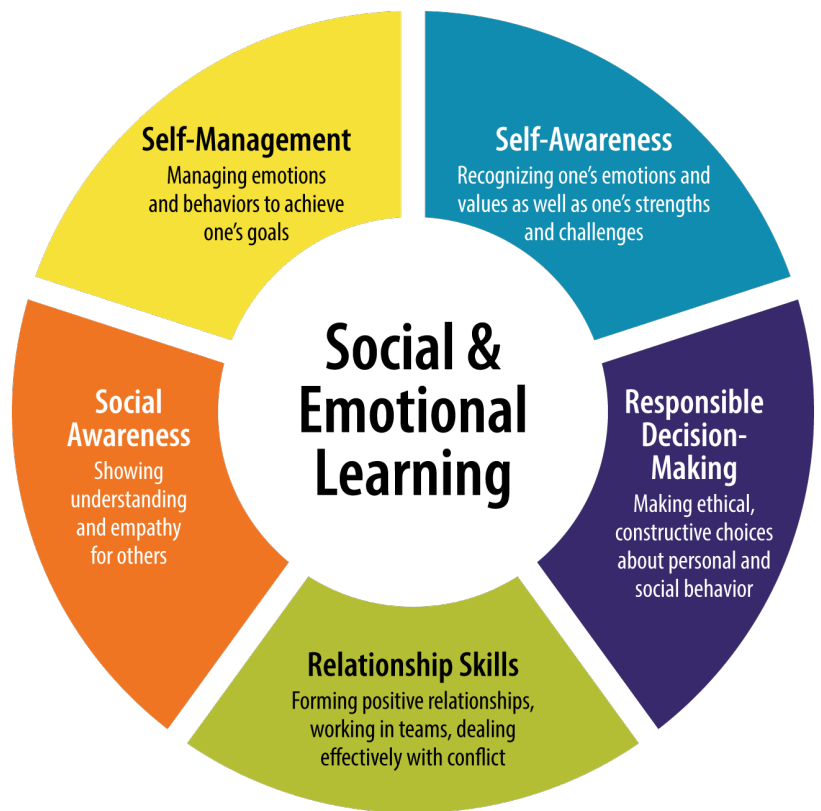 Social &
Emotional
Learning
Self-Awareness
Recognizing one’s emotions and
values as well as one’s strengths
and challenges
Responsible
Decision-
Making
Making ethical,
constructive choices
about personal and
social behavior
Relationship Skills
Forming positive relationships,
working in teams, dealing
effectively with conflict
Social
Awareness
Showing
understanding
and empathy
for others
Self-Management
Managing emotions
and behaviors to achieve
one’s goals